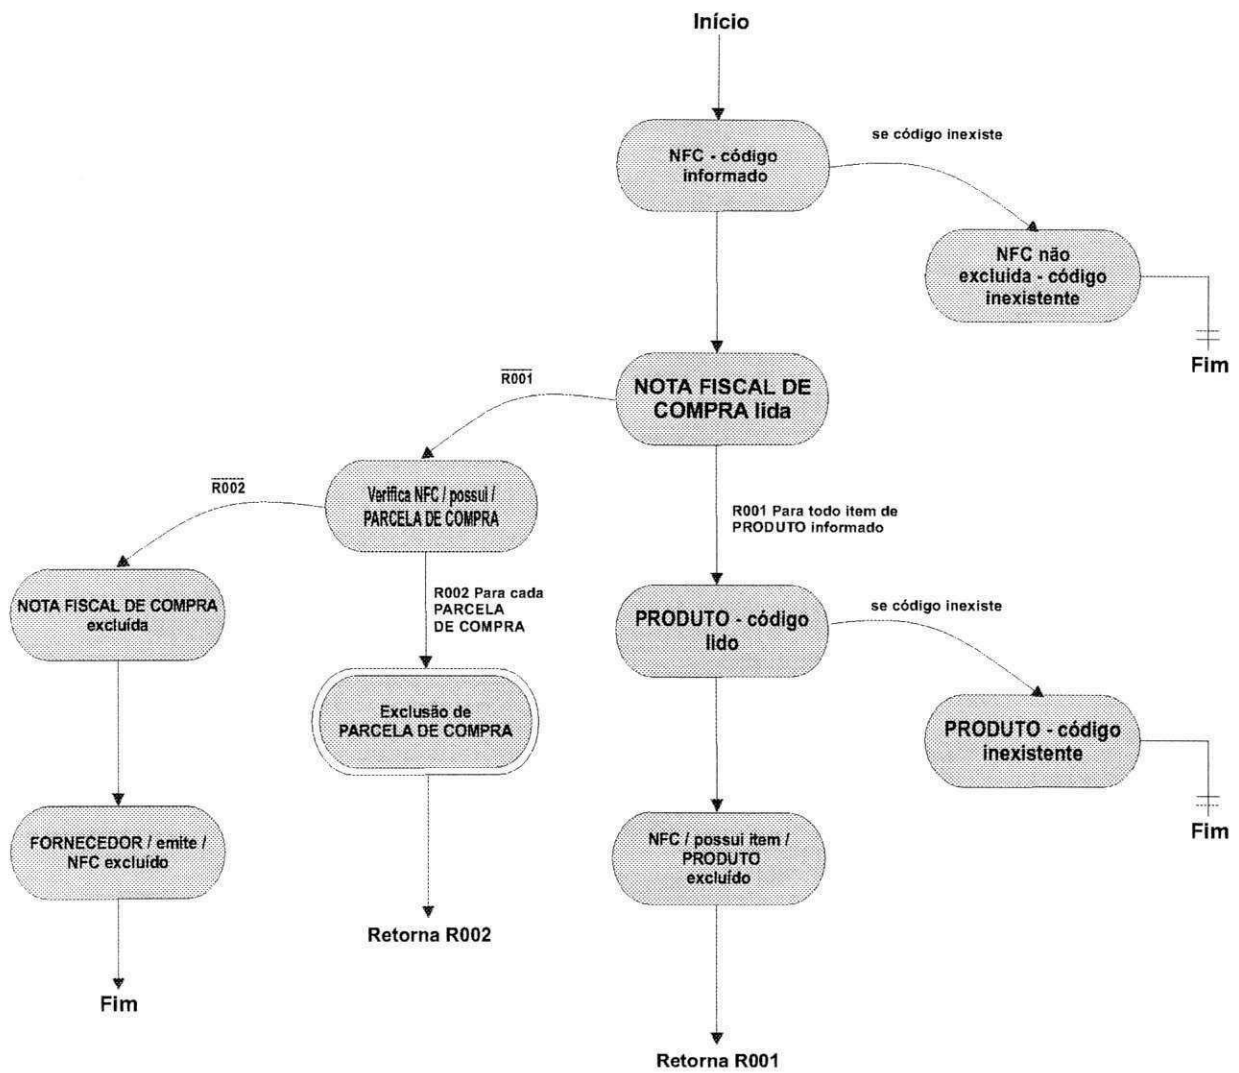 Início
NFC - código
informado
se código inexiste
NFC não
excluida - código
inexistente
Fim
NOTA FISCAL DE
COMPRA lida
R001
Verifica NFC / possui /
PARCELA DE COMPRA
R002
R001 Para todo item de
PRODUTO informado
NOTA FISCAL DE COMPRA
excluída
R002 Para cada
PARCELA
DE COMPRA
PRODUTO - código
lido
se código inexiste
Exclusão de
PARCELA DE COMPRA
PRODUTO - código
inexistente
Fim
FORNECEDOR / emite /
NFC excluído
NFC / possui item /
PRODUTO
excluído
Retorna R002
Fim
Retorna R001